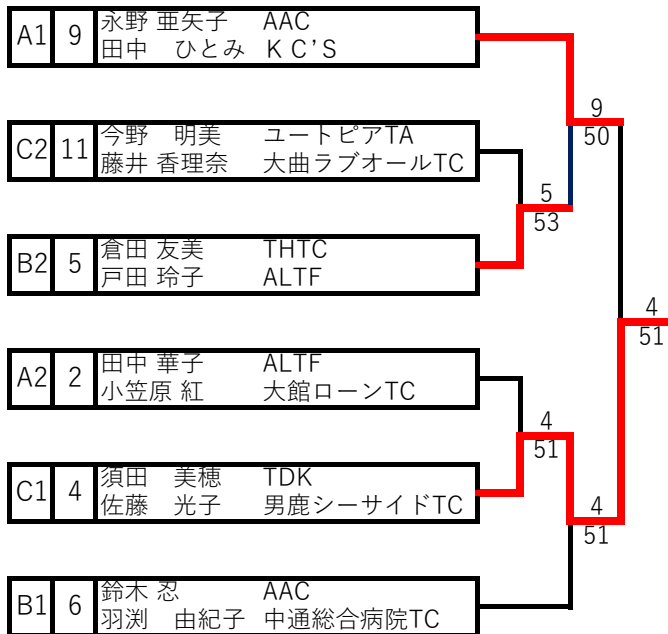 A1 9 永野 亜矢子 AAC
田中 ひとみ K C'S
C2 11 今野 明美 ユートピアTA
藤井 香理奈 大曲ラブオールTC
B2 5 倉田 友美 THTC
戸田 玲子 ALTF
A2 2 田中 華子 ALTF
小笠原 紅 大館ローンTC
C1 4 須田 美穂 TDK
佐藤 光子 男鹿シーサイドTC
B1 6 鈴木 忍 AAC
羽渕 由紀子 中通総合病院TC
9
50
5
53
4
51
4
51
4
51